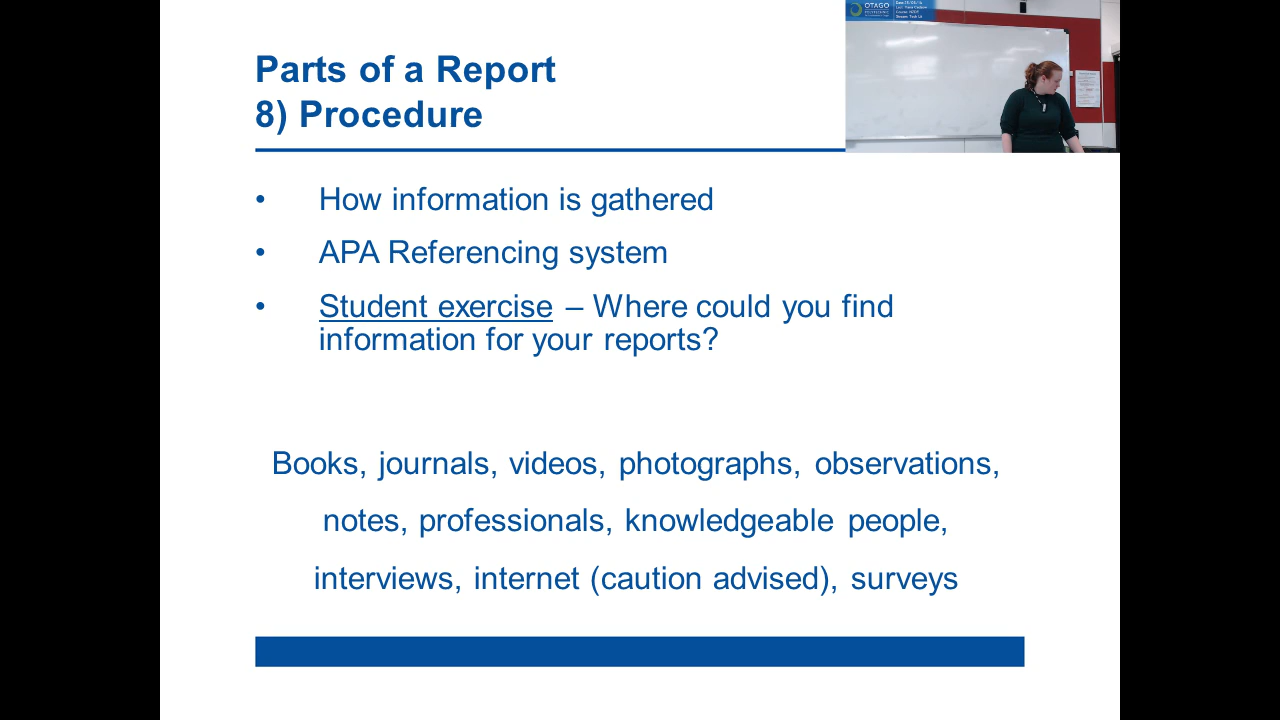 OTAGO
Parts of a Report
8) Procedure
• How information is gathered
• APA Referencing system
• Student exercise – Where could you find
information for your reports?
Books, journals, videos, photographs, observations,
notes, professionals, knowledgeable people,
interviews, internet (caution advised), surveys